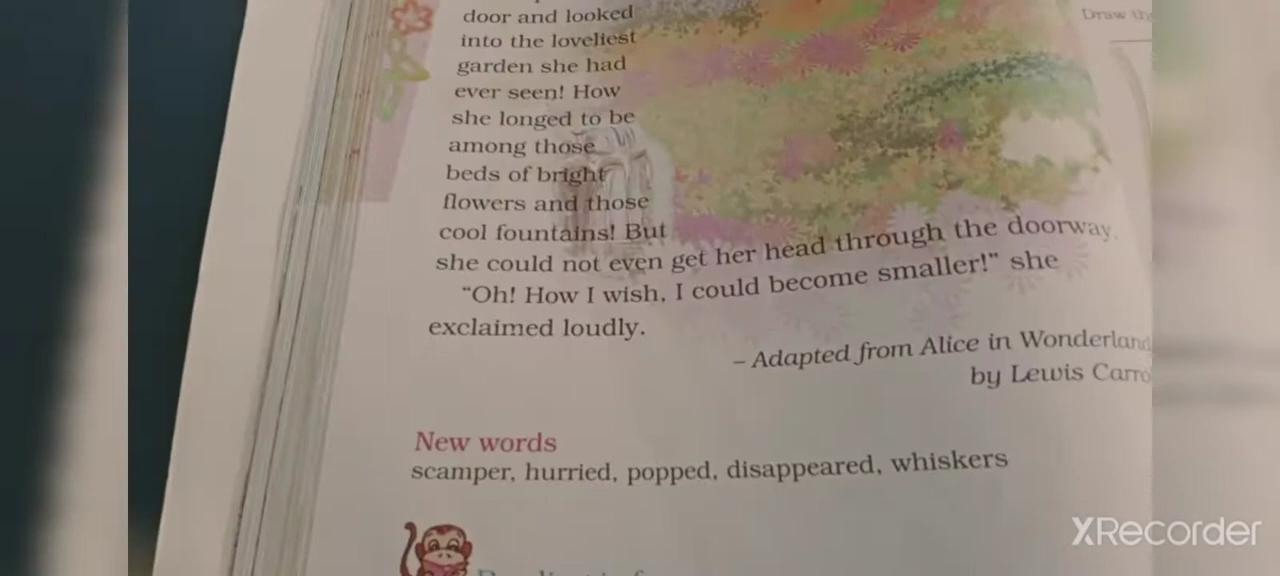 door and looked
into the loveliest
garden she had
ever seen! How
she longed to be
among those
beds of bright
flowers and those
cool fountains! But
she could not even get her head through the doorway.
“Oh! How I wish, I could become smaller!” she
exclaimed loudly.
– Adapted from Alice in Wonderland
by Lewis Carro
New words
scamper, hurried, popped, disappeared, whiskers
Draw th
XRecorder